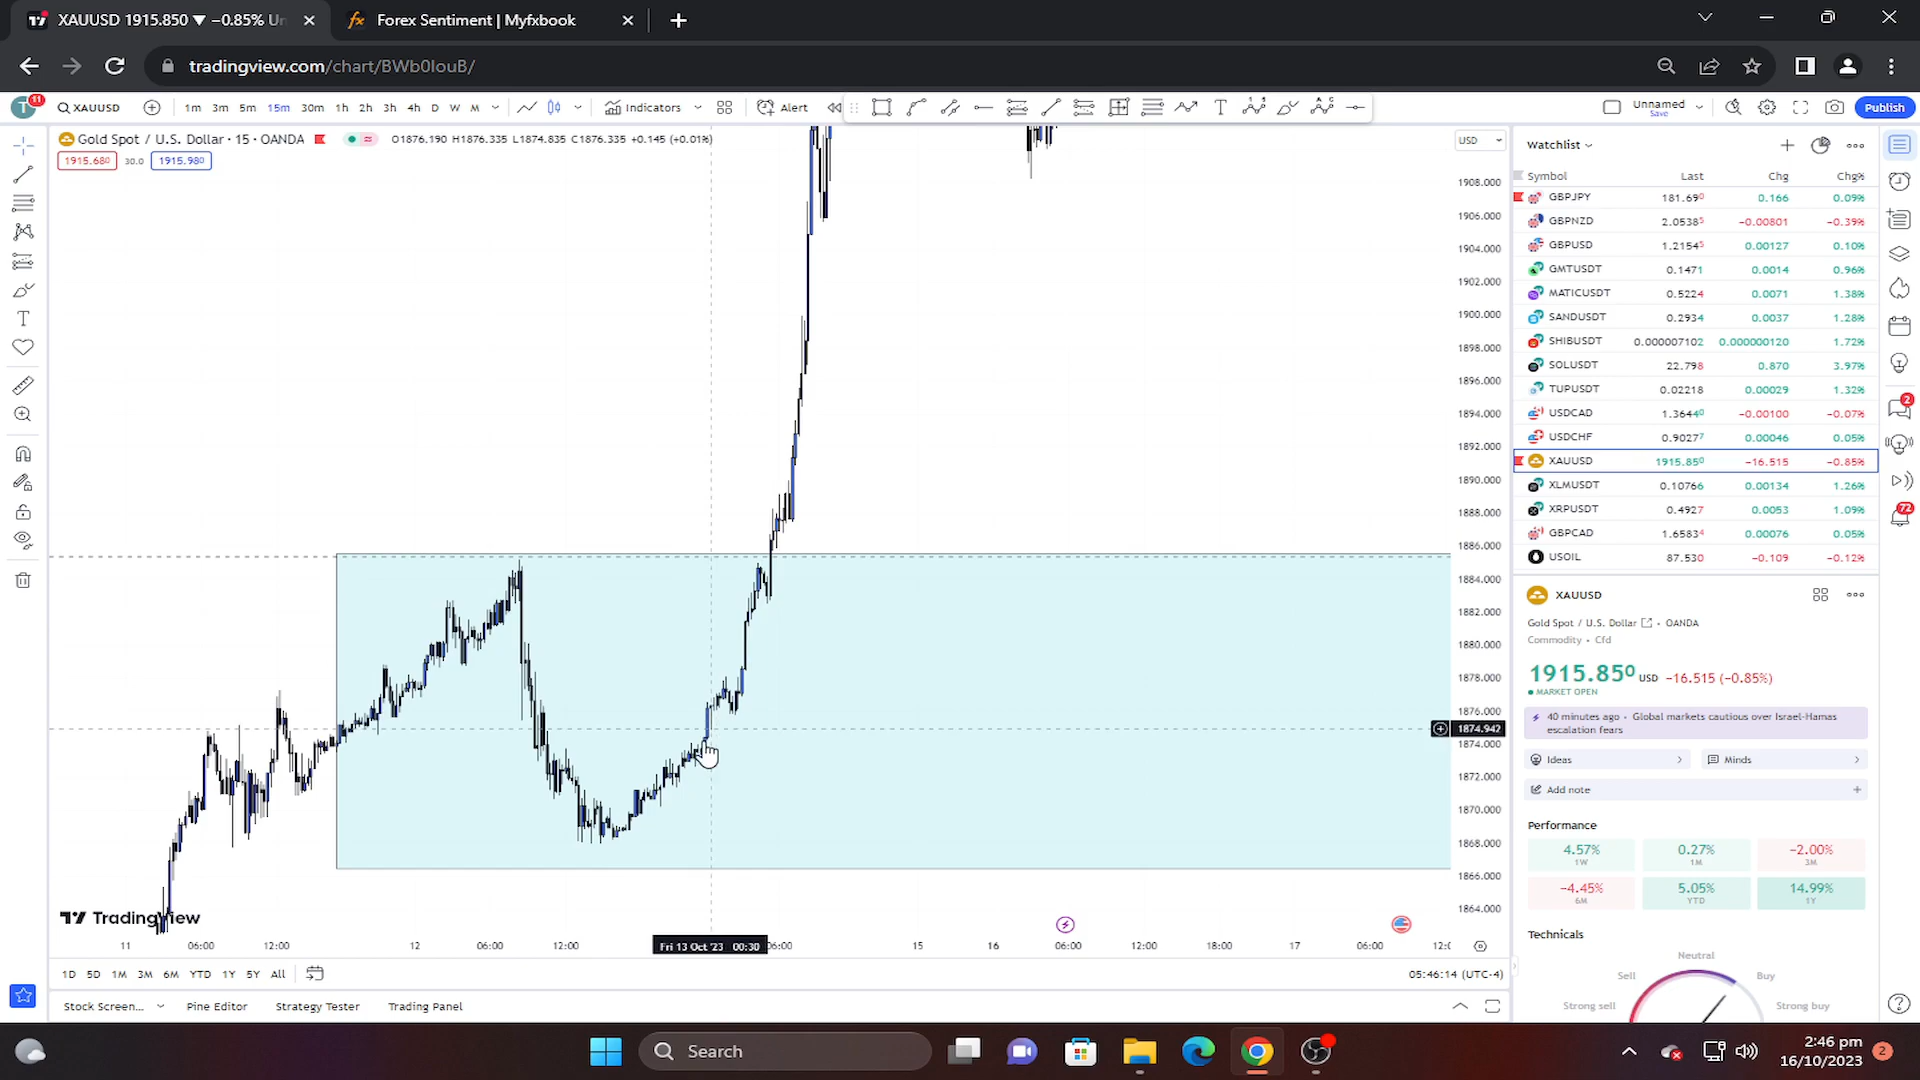 XAUUSD 1915.850 ▼ −0.85% Un
Forex Sentiment | Myfxbook
tradingview.com/chart/BWb0IouB/
T 11 XAUUSD 1m 3m 5m 15m 30m 1h 2h 3h 4h D W M Indicators Alert Unnamed Save Publish
Gold Spot / U.S. Dollar · 15 · OANDA O1876.190 H1876.335 L1874.835 C1876.335 +0.145 (+0.01%) USD
1915.680 30.0 1915.980
1908.000
1906.000
1904.000
1902.000
1900.000
1898.000
1896.000
1894.000
1892.000
1890.000
1888.000
1886.000
1884.000
1882.000
1880.000
1878.000
1876.000
1874.942
1874.000
1872.000
1870.000
1868.000
1866.000
1864.000
TradingView
11 06:00 12:00 12 06:00 12:00 Fri 13 Oct '23 00:30 06:00 15 16 06:00 12:00 18:00 17 06:00
1D 5D 1M 3M 6M YTD 1Y 5Y All 05:46:14 (UTC-4)
Stock Screen... Pine Editor Strategy Tester Trading Panel
Watchlist
Symbol Last Chg Chg%
GBPJPY 181.690 0.166 0.09%
GBPNZD 2.05385 −0.00801 −0.39%
GBPUSD 1.21545 0.00127 0.10%
GMTUSDT 0.1471 0.0014 0.96%
MATICUSDT 0.5224 0.0071 1.38%
SANDUSDT 0.2934 0.0037 1.28%
SHIBUSDT 0.000007102 0.000000120 1.72%
SOLUSDT 22.798 0.870 3.97%
TUPUSDT 0.02218 0.00029 1.32%
USDCAD 1.36440 −0.00100 −0.07%
USDCHF 0.90277 0.00046 0.05%
XAUUSD 1915.850 −16.515 −0.85%
XLMUSDT 0.10766 0.00134 1.26%
XRPUSDT 0.4927 0.0053 1.09%
GBPCAD 1.65834 0.00076 0.05%
USOIL 87.530 −0.109 −0.12%
XAUUSD
Gold Spot / U.S. Dollar · OANDA
Commodity · Cfd
1915.850 USD −16.515 (−0.85%)
MARKET OPEN
40 minutes ago · Global markets cautious over Israel-Hamas
escalation fears
Ideas Minds
Add note
Performance
4.57% 0.27% −2.00%
1W 1M 3M
−4.45% 5.05% 14.99%
6M YTD 1Y
Technicals
Neutral
Sell Buy
Strong sell Strong buy
2
72
Search
2:46 pm
16/10/2023 2